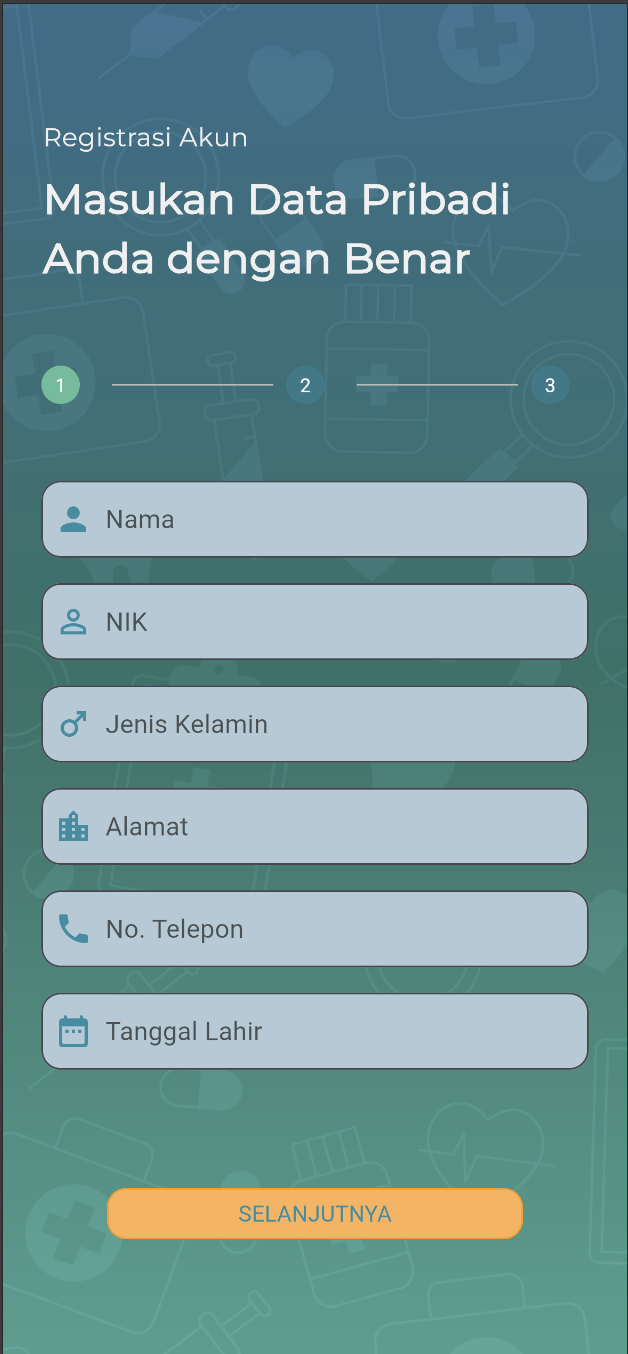 Registrasi Akun
Masukan Data Pribadi
Anda dengan Benar
1 2 3
Nama
NIK
Jenis Kelamin
Alamat
No. Telepon
Tanggal Lahir
SELANJUTNYA